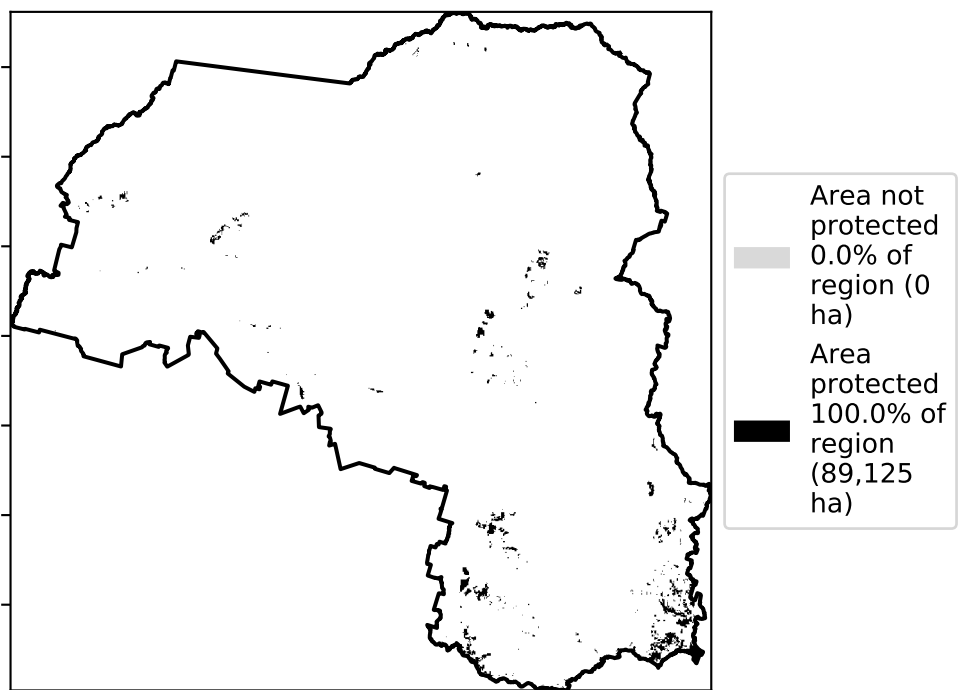 Area not
protected
0.0% of
region (0
ha)
Area
protected
100.0% of
region
(89,125
ha)